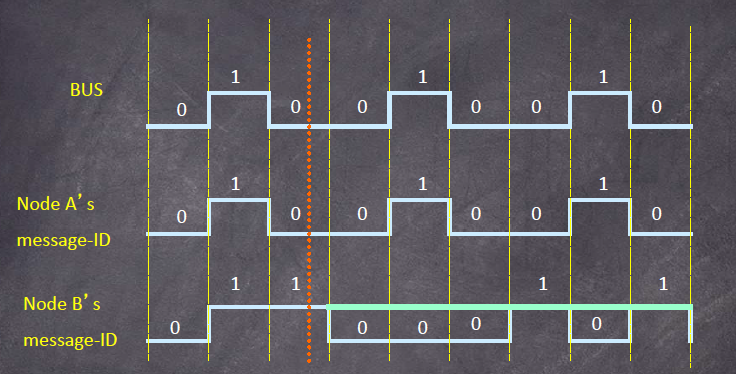 1 1 1
BUS
0 0 0 0 0 0
1 1 1
Node A’s
0 0 0 0 0 0
message-ID
1 1 1 1
Node B’s
0 0 0 0 0
message-ID